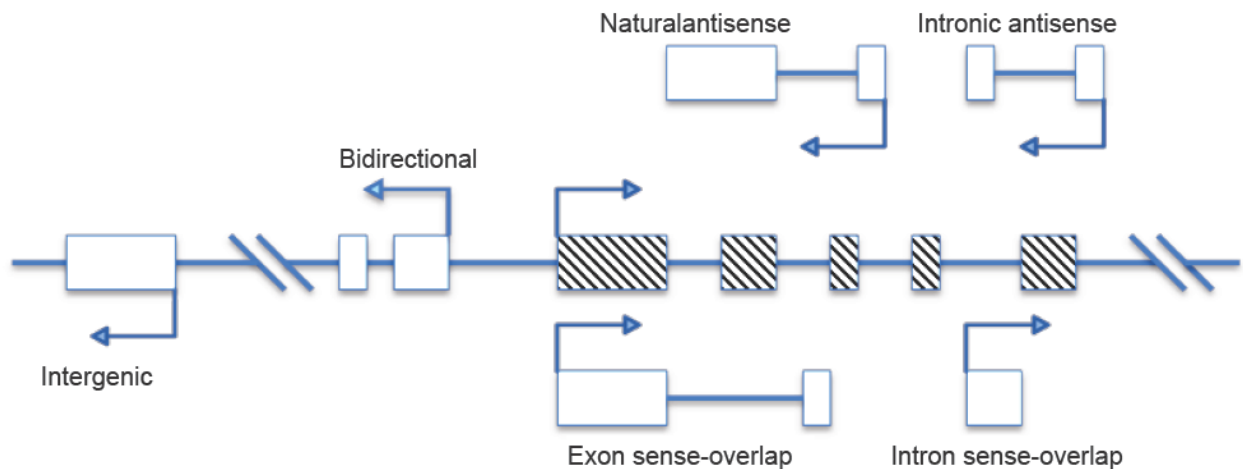 Naturalantisense
Intronic antisense
Bidirectional
Intergenic
Exon sense-overlap
Intron sense-overlap